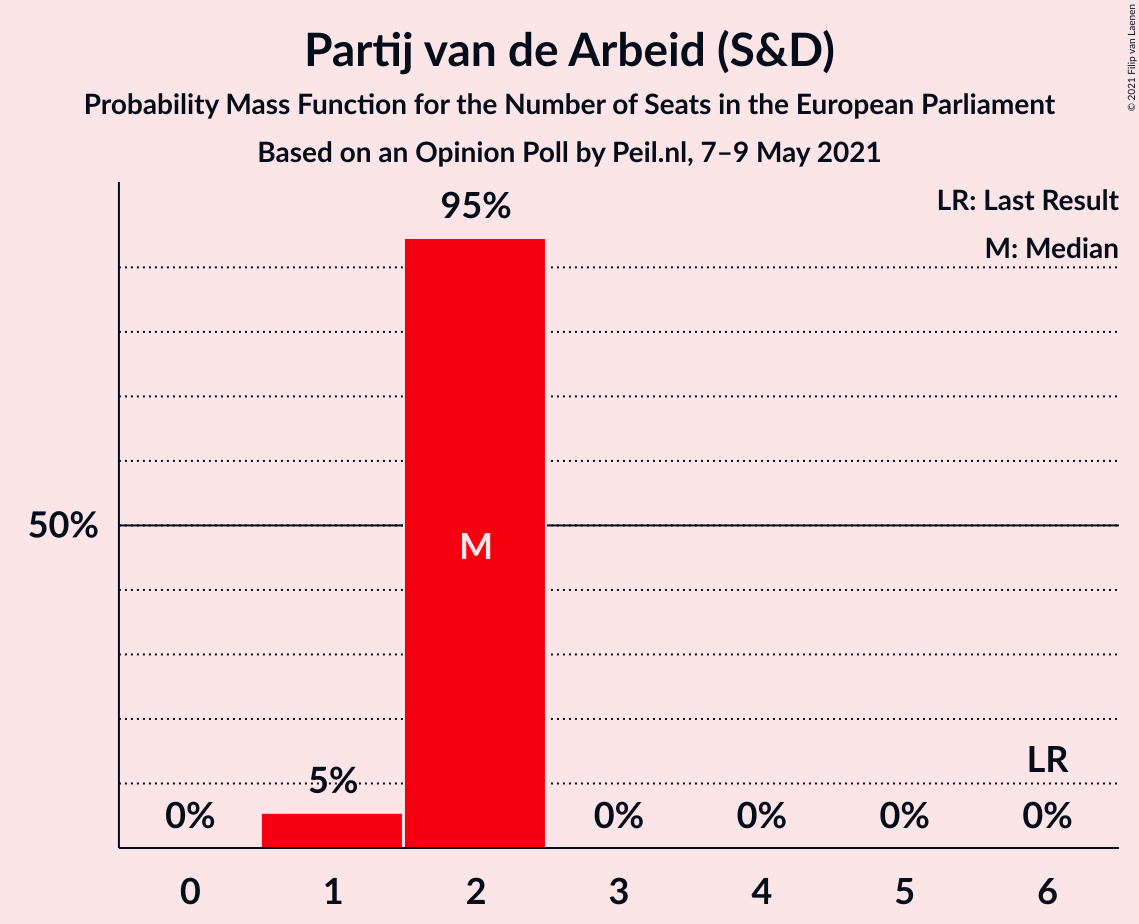 Partij van de Arbeid (S&D)
Probability Mass Function for the Number of Seats in the European Parliament
Based on an Opinion Poll by Peil.nl, 7–9 May 2021
© 2021 Filip van Laenen
LR: Last Result
M: Median
95%
50%
M
5%
LR
0%
0%
0%
0%
0%
0 1 2 3 4 5 6